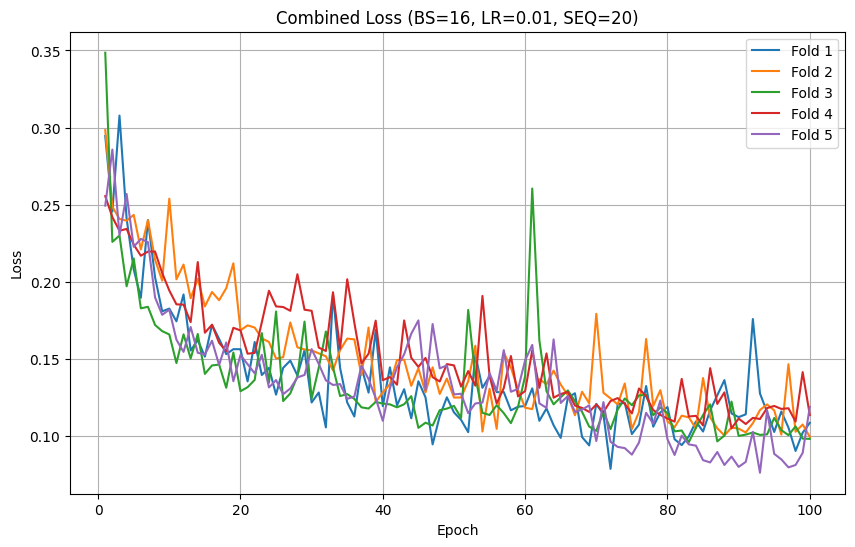 Combined Loss (BS=16, LR=0.01, SEQ=20)
Loss
0.35
0.30
0.25
0.20
0.15
0.10
Fold 1
Fold 2
Fold 3
Fold 4
Fold 5
0
20
40
60
80
100
Epoch